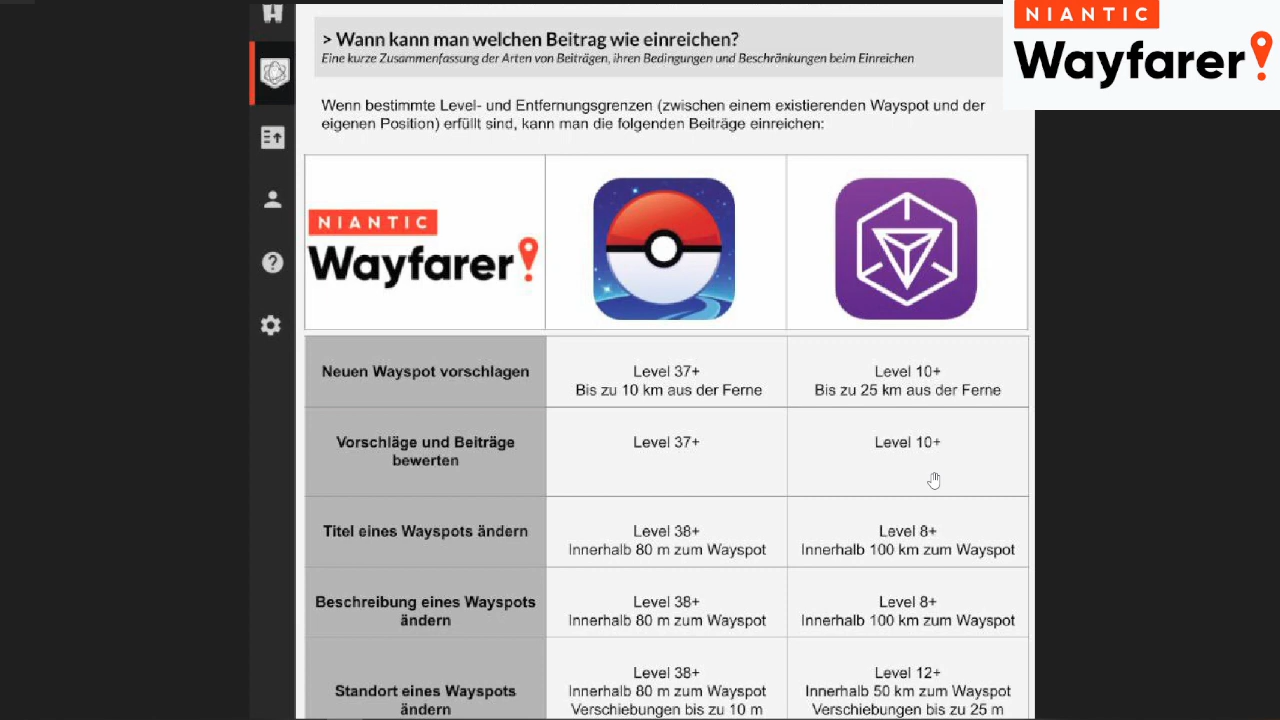 NIANTIC
Wayfarer!
> Wann kann man welchen Beitrag wie einreichen?
Eine kurze Zusammenfassung der Arten von Beiträgen, ihren Bedingungen und Beschränkungen beim Einreichen
Wenn bestimmte Level- und Entfernungsgrenzen (zwischen einem existierenden Wayspot und der
eigenen Position) erfüllt sind, kann man die folgenden Beiträge einreichen:
NIANTIC
Wayfarer!
Neuen Wayspot vorschlagen
Level 37+
Bis zu 10 km aus der Ferne
Level 10+
Bis zu 25 km aus der Ferne
Vorschläge und Beiträge
bewerten
Level 37+
Level 10+
Titel eines Wayspots ändern
Level 38+
Innerhalb 80 m zum Wayspot
Level 8+
Innerhalb 100 km zum Wayspot
Beschreibung eines Wayspots
ändern
Level 38+
Innerhalb 80 m zum Wayspot
Level 8+
Innerhalb 100 km zum Wayspot
Standort eines Wayspots
ändern
Level 38+
Innerhalb 80 m zum Wayspot
Verschiebungen bis zu 10 m
Level 12+
Innerhalb 50 km zum Wayspot
Verschiebungen bis zu 25 m